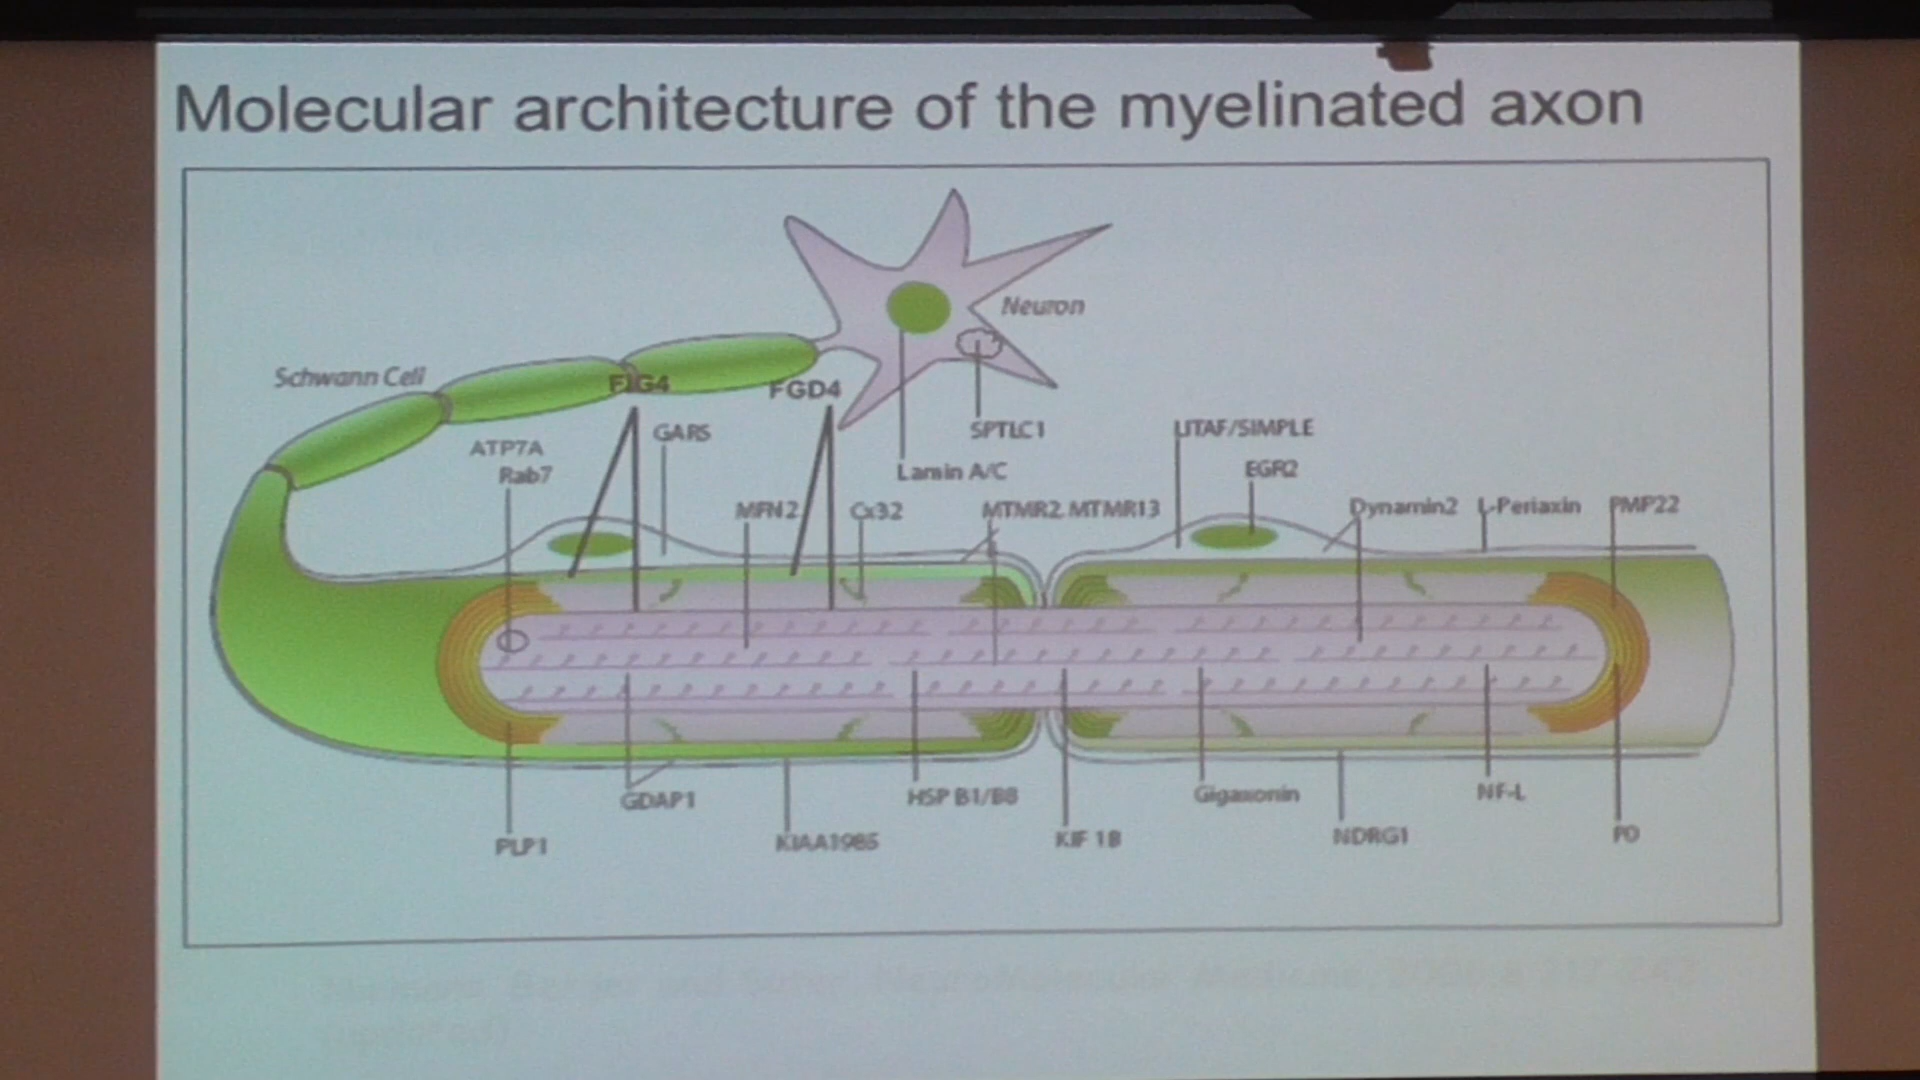 Molecular architecture of the myelinated axon
Neuron
Schwann Cell
FIG4
FGD4
GARS
SPTLC1
LITAF/SIMPLE
ATP7A
Rab7
Lamin A/C
EGR2
MFN2
Cx32
MTMR2 MTMR13
Dynamin2
L-Periaxin
PMP22
GDAP1
HSP B1/B8
Gigaxonin
NF-L
PLP1
KIAA1985
KIF 1B
NDRG1
P0